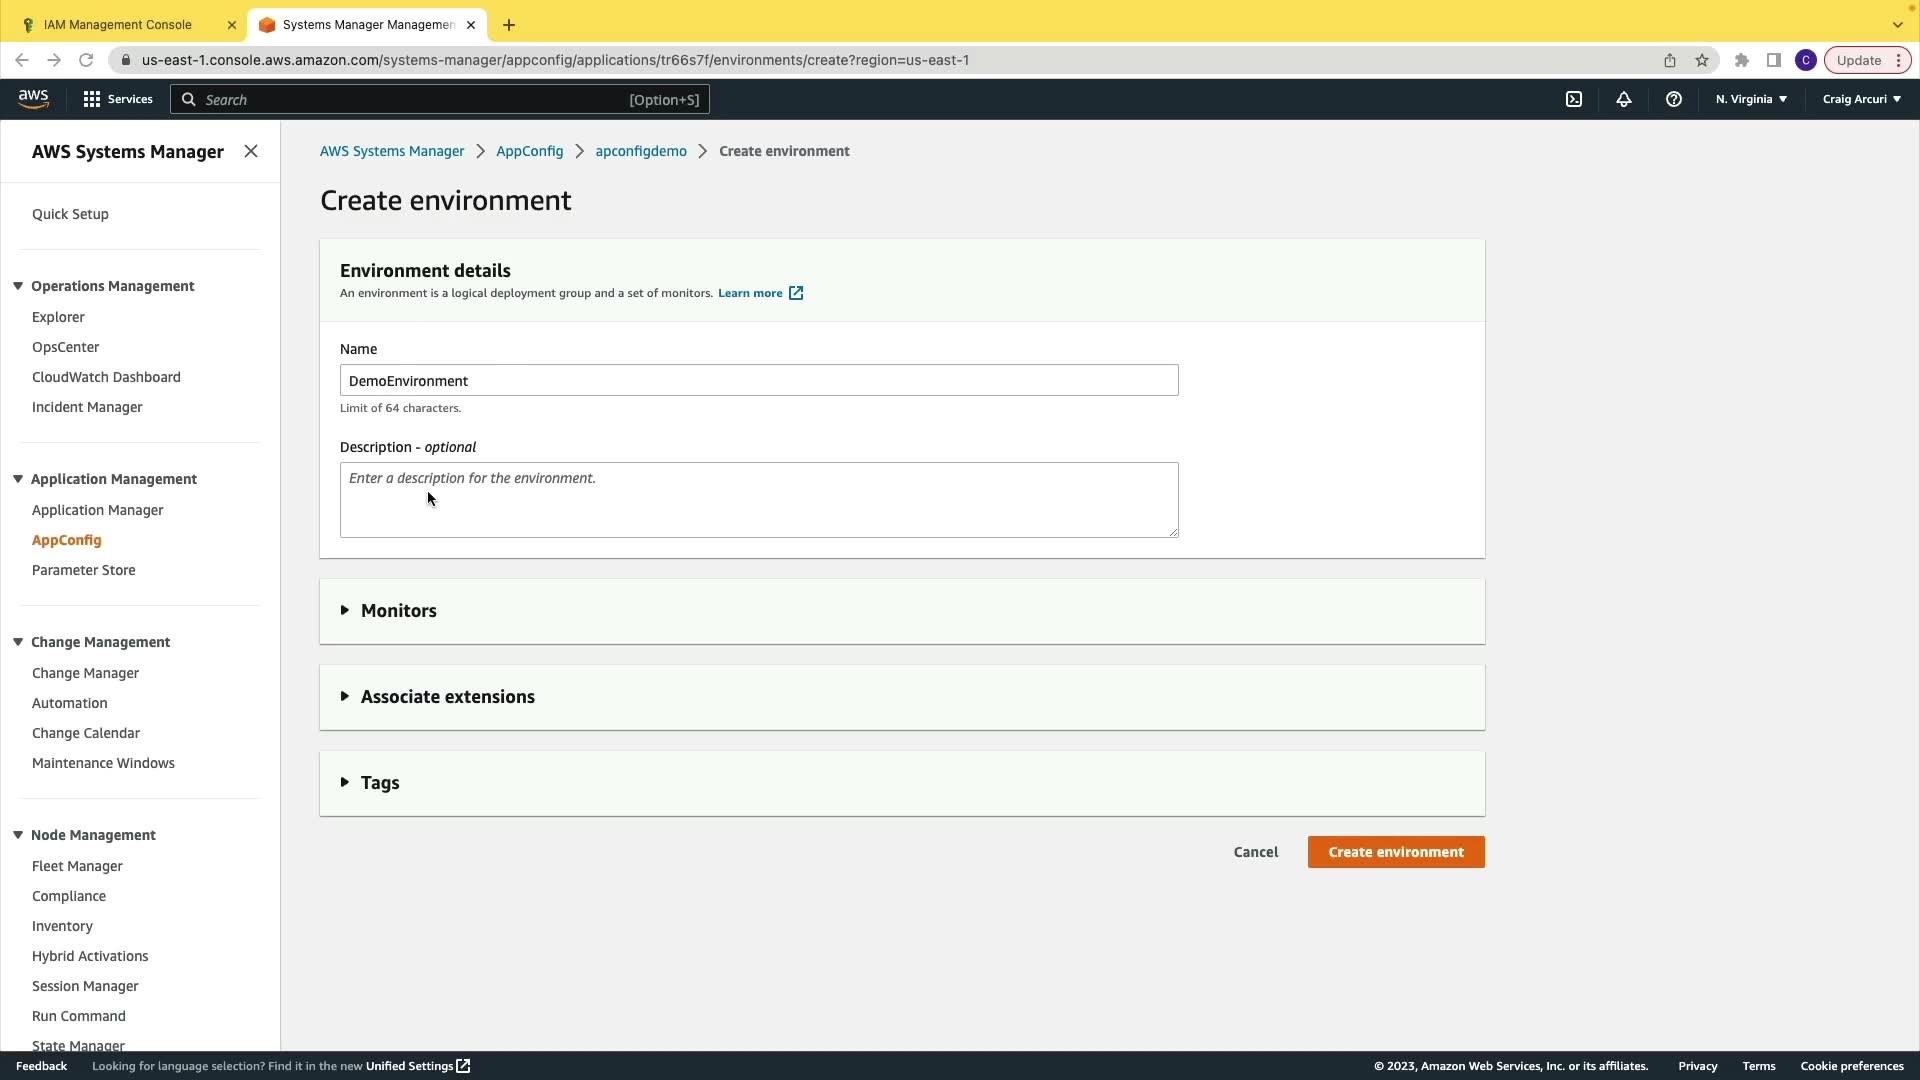 IAM Management Console
Systems Manager Managemen
us-east-1.console.aws.amazon.com/systems-manager/appconfig/applications/tr66s7f/environments/create?region=us-east-1
C
Update
aws
Services
Search
[Option+S]
N. Virginia
Craig Arcuri
AWS Systems Manager
Quick Setup
Operations Management
Explorer
OpsCenter
CloudWatch Dashboard
Incident Manager
Application Management
Application Manager
AppConfig
Parameter Store
Change Management
Change Manager
Automation
Change Calendar
Maintenance Windows
Node Management
Fleet Manager
Compliance
Inventory
Hybrid Activations
Session Manager
Run Command
State Manager
AWS Systems Manager > AppConfig > apconfigdemo > Create environment
Create environment
Environment details
An environment is a logical deployment group and a set of monitors. Learn more
Name
DemoEnvironment
Limit of 64 characters.
Description - optional
Enter a description for the environment.
Monitors
Associate extensions
Tags
Cancel
Create environment
Feedback
Looking for language selection? Find it in the new Unified Settings
© 2023, Amazon Web Services, Inc. or its affiliates.
Privacy
Terms
Cookie preferences